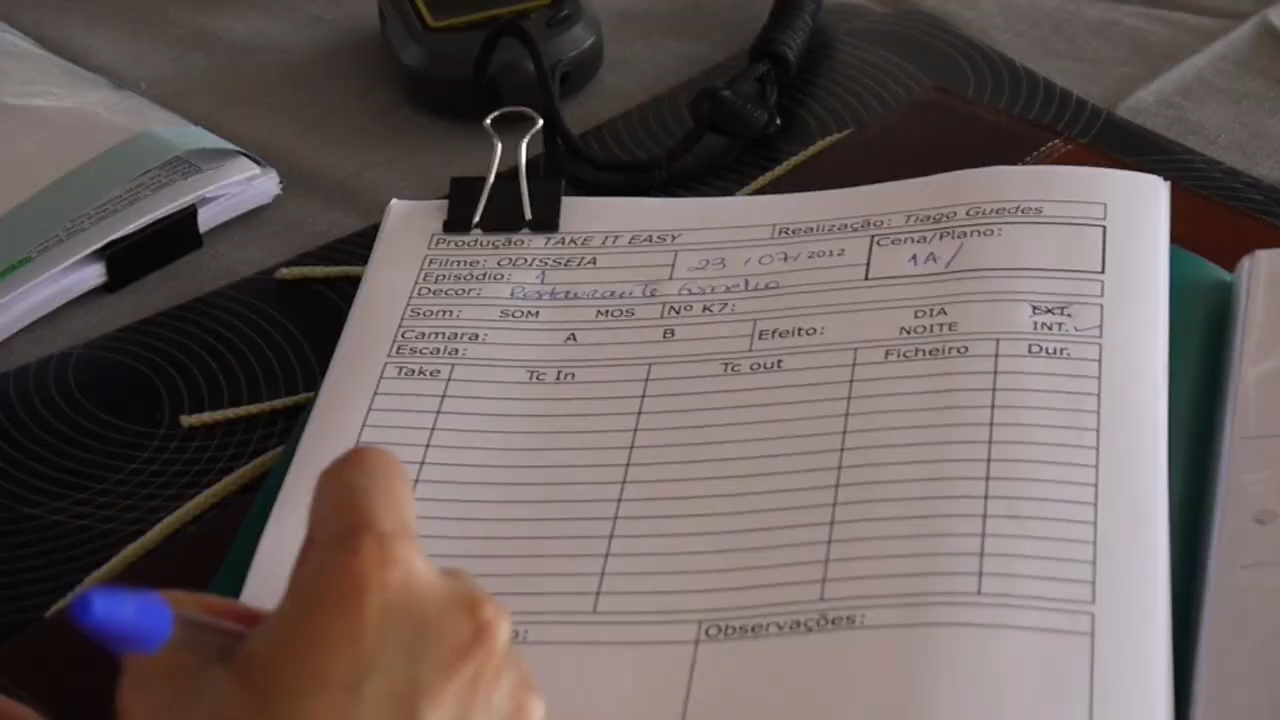 Produção: TAKE IT EASY Realização: Tiago Guedes
Filme: ODISSEIA 23/07/2012 Cena/Plano:
Episódio: 1 1A/
Decor: Restaurante
Som: SOM MOS Nº K7: DIA EXT.
Camara: A B Efeito: NOITE INT.
Escala:
Take Tc In Tc out Ficheiro Dur.
Observações: